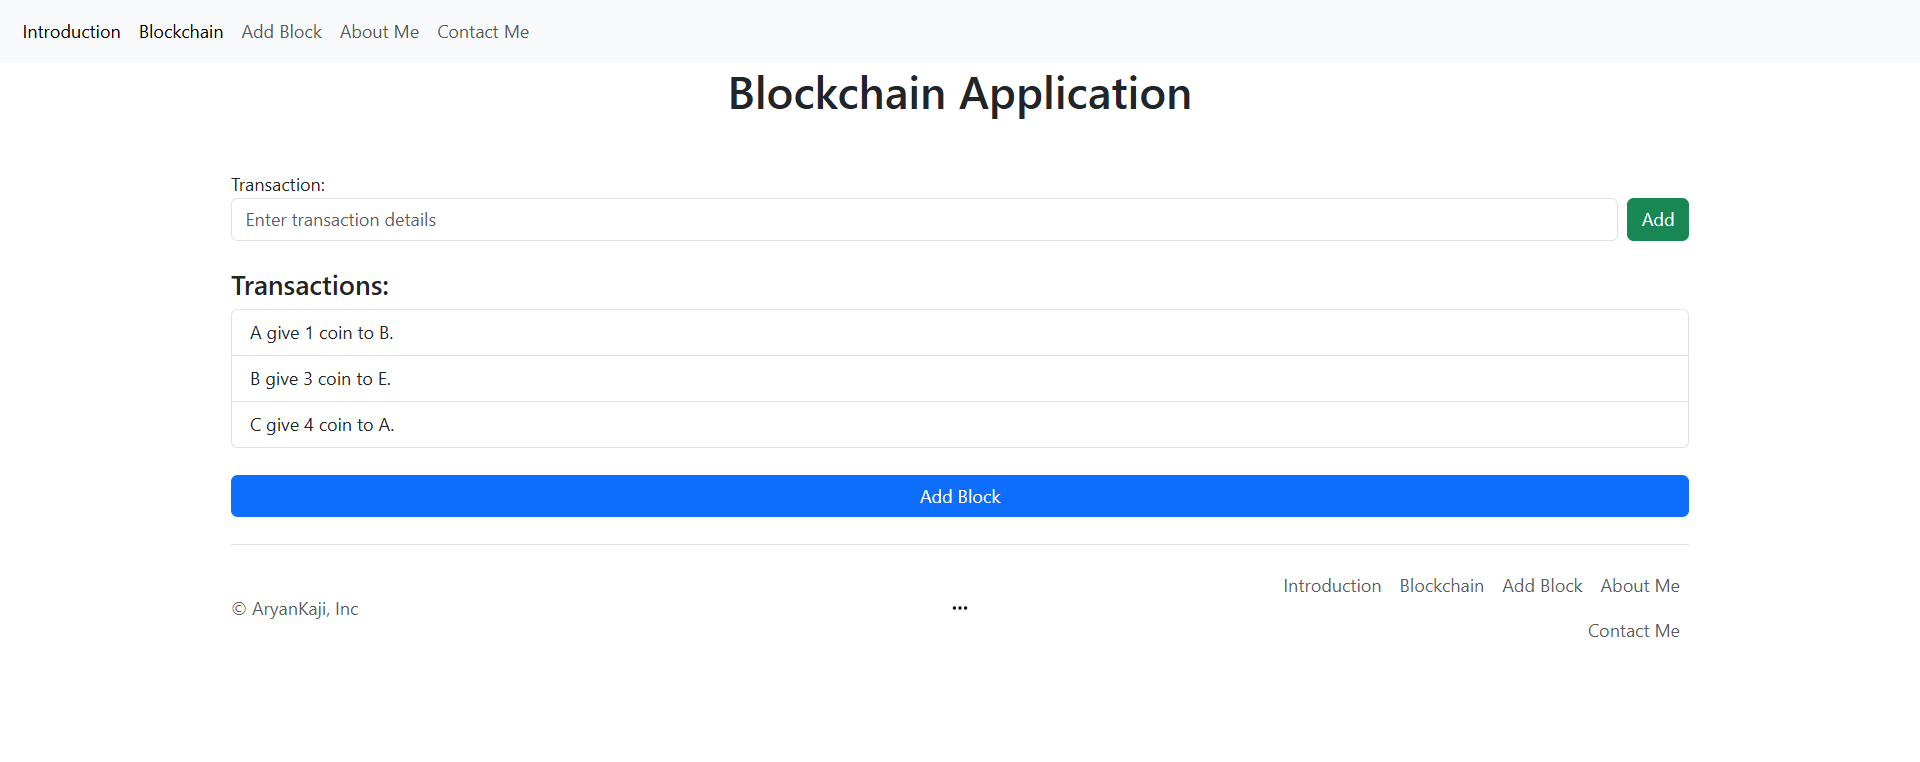 Introduction Blockchain Add Block About Me Contact Me
Blockchain Application
Transaction:
Enter transaction details Add
Transactions:
A give 1 coin to B.
B give 3 coin to E.
C give 4 coin to A.
Add Block
Introduction Blockchain Add Block About Me
© AryanKaji, Inc ...
Contact Me